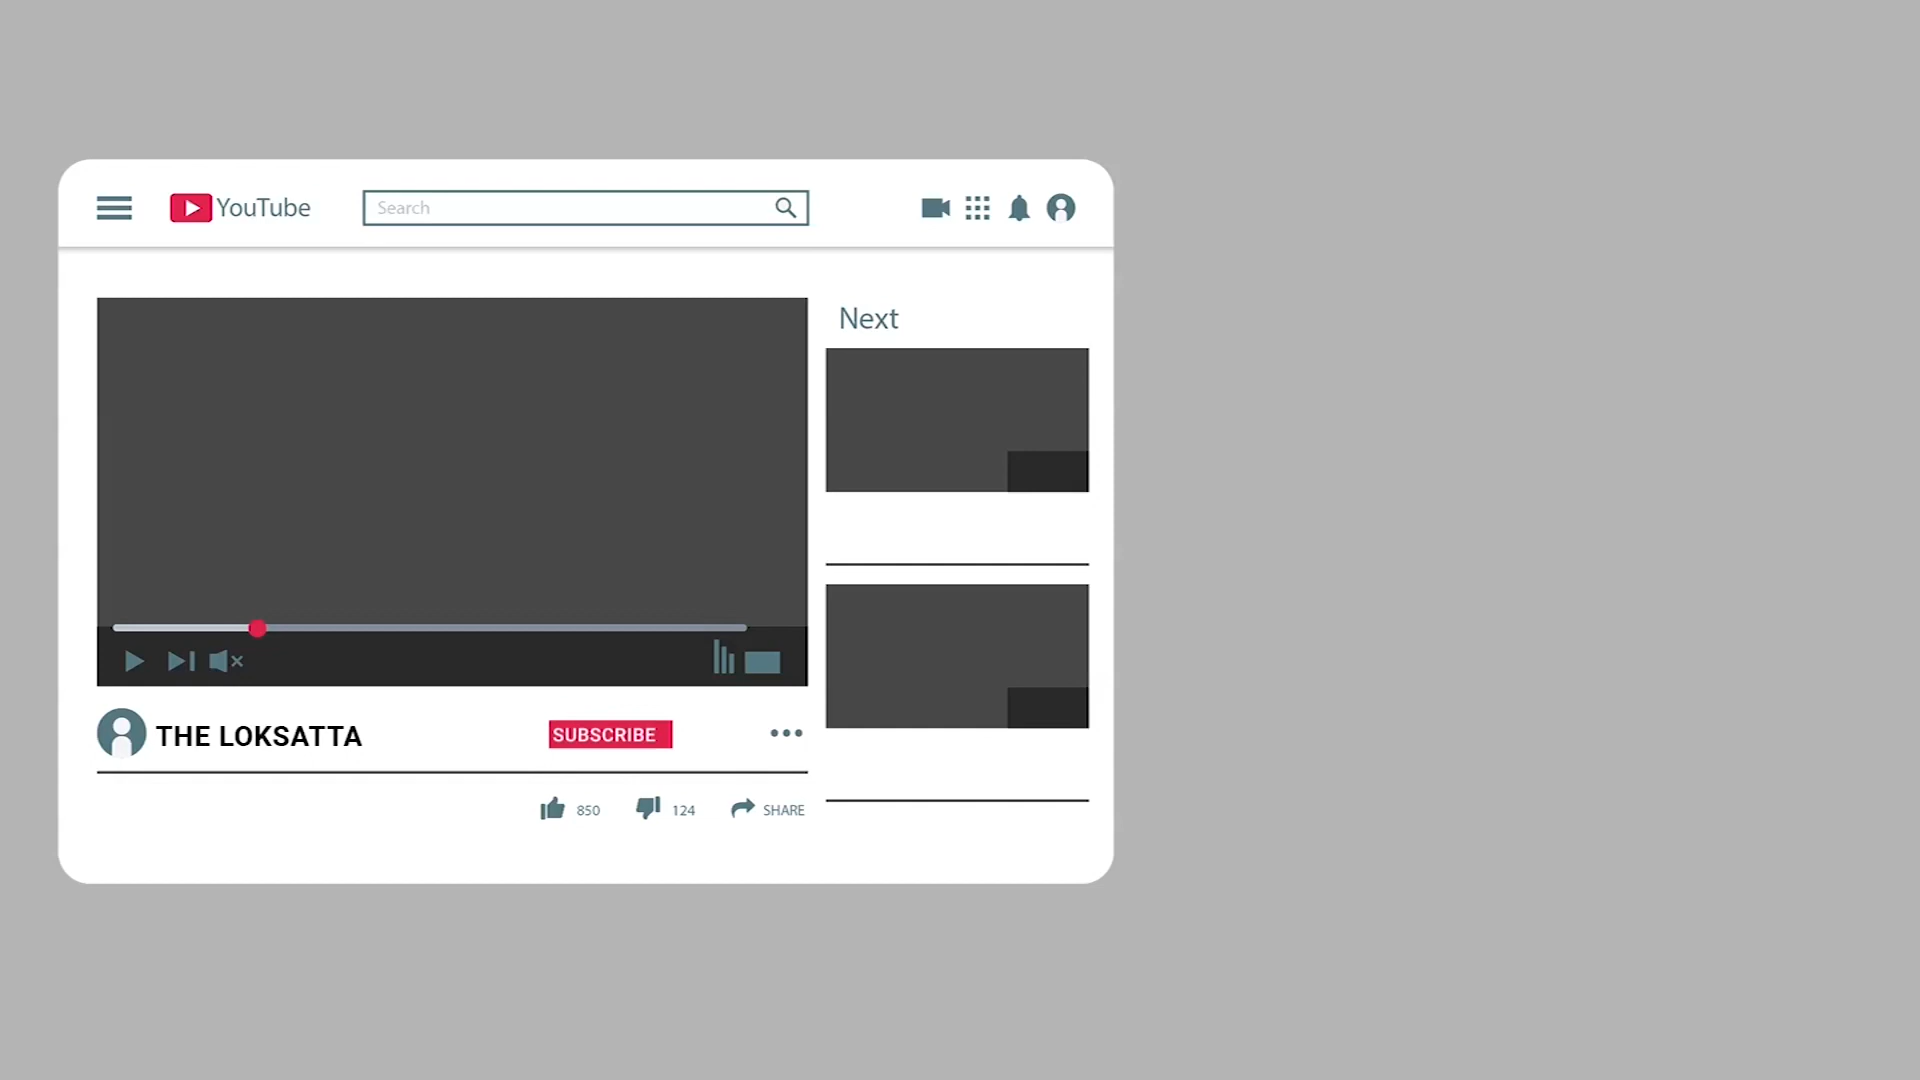 YouTube
Search
Next
THE LOKSATTA
SUBSCRIBE
850
124
SHARE